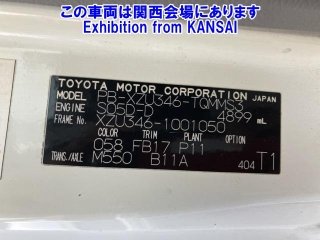 この車両は関西会場にあります
Exhibition from KANSAI
TOYOTA MOTOR CORPORATION JAPAN
MODEL PB-XZU346-TQMMS3
ENGINE S05D-D 4899 mL
FRAME No. XZU346-1001050
COLOR TRIM PLANT OPTION
058 FB17 P11
TRANS/AXLE M550 B11A 404 T1